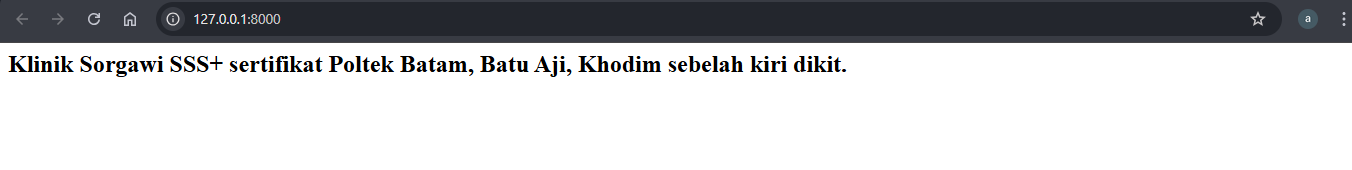 127.0.0.1:8000
a
Klinik Sorgawi SSS+ sertifikat Poltek Batam, Batu Aji, Khodim sebelah kiri dikit.